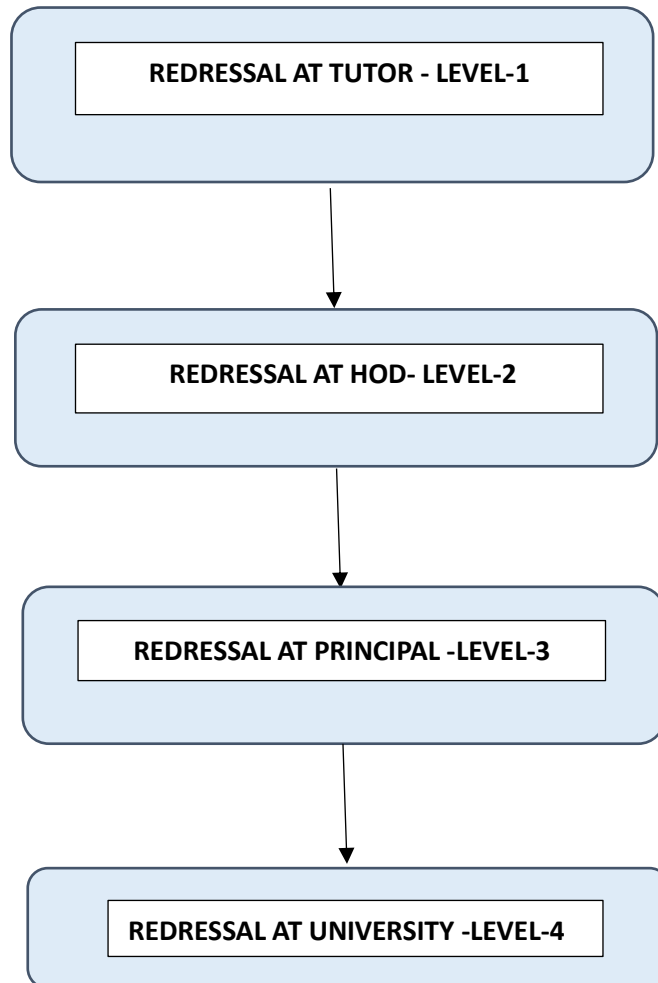 REDRESSAL AT TUTOR - LEVEL-1
REDRESSAL AT HOD- LEVEL-2
REDRESSAL AT PRINCIPAL -LEVEL-3
REDRESSAL AT UNIVERSITY -LEVEL-4